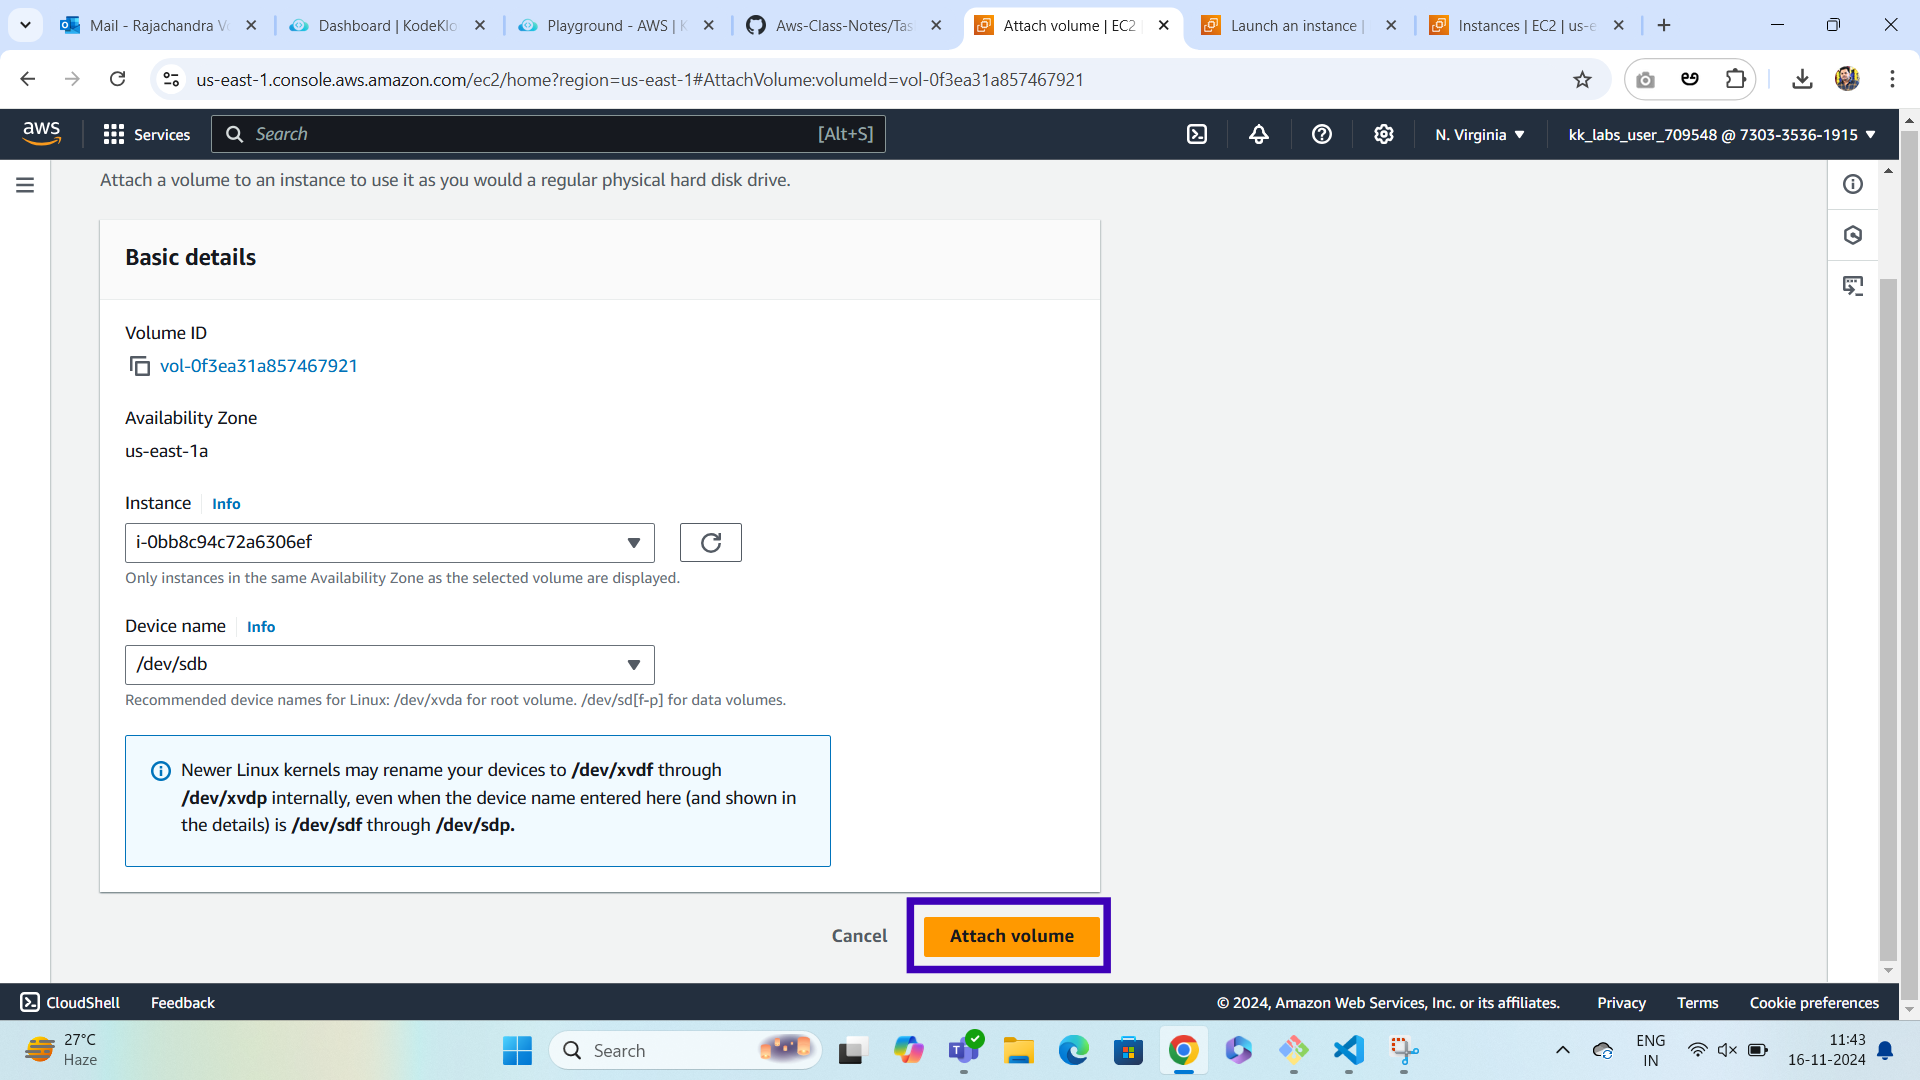 Mail - Rajachandra Vo
Dashboard | KodeKlo
Playground - AWS | K
Aws-Class-Notes/Tas
Attach volume | EC2
Launch an instance |
Instances | EC2 | us-e
us-east-1.console.aws.amazon.com/ec2/home?region=us-east-1#AttachVolume:volumeId=vol-0f3ea31a857467921
aws
Services
Search
[Alt+S]
N. Virginia
kk_labs_user_709548 @ 7303-3536-1915
Attach a volume to an instance to use it as you would a regular physical hard disk drive.
Basic details
Volume ID
vol-0f3ea31a857467921
Availability Zone
us-east-1a
Instance
Info
i-0bb8c94c72a6306ef
Only instances in the same Availability Zone as the selected volume are displayed.
Device name
Info
/dev/sdb
Recommended device names for Linux: /dev/xvda for root volume. /dev/sd[f-p] for data volumes.
Newer Linux kernels may rename your devices to /dev/xvdf through
/dev/xvdp internally, even when the device name entered here (and shown in
the details) is /dev/sdf through /dev/sdp.
Cancel
Attach volume
CloudShell
Feedback
© 2024, Amazon Web Services, Inc. or its affiliates.
Privacy
Terms
Cookie preferences
27°C
Haze
Search
ENG
IN
11:43
16-11-2024